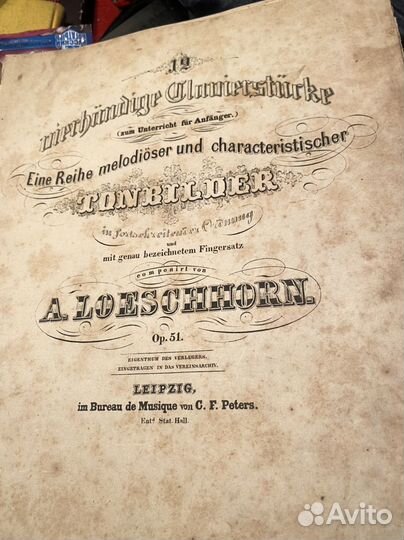 12
vierhändige Clavierstücke
(zum Unterricht für Anfänger.)
Eine Reihe melodiöser und characteristischer
TONBILDER
in fortschreitender Ordnung
und
mit genau bezeichnetem Fingersatz
componirt von
A. LOESCHHORN.
Op. 51.
EIGENTHUM DES VERLEGERS.
EINGETRAGEN IN DAS VEREINSARCHIV.
LEIPZIG,
im Bureau de Musique von C. F. Peters.
Entd. Stat. Hall.
Avito